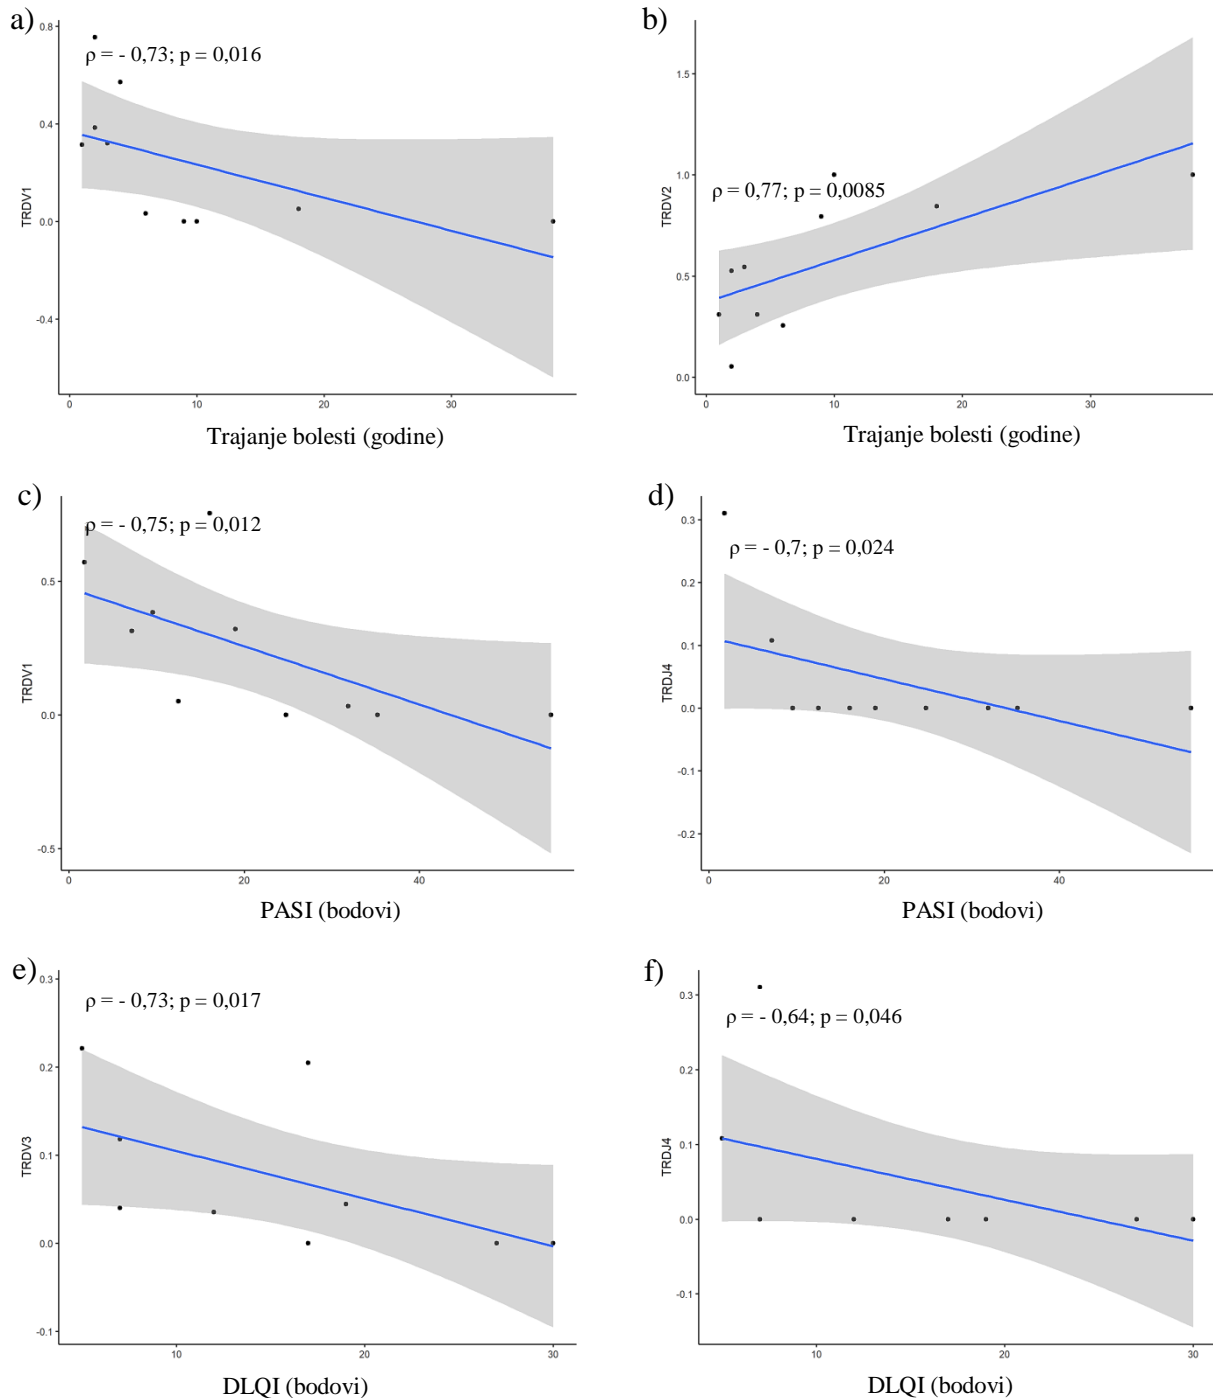 a)
ρ = - 0,73; p = 0,016
TRDV1
0.8
0.4
0.0
-0.4
0
10
20
30
Trajanje bolesti (godine)
b)
ρ = 0,77; p = 0,0085
TRDV2
1.5
1.0
0.5
0.0
0
10
20
30
Trajanje bolesti (godine)
c)
ρ = - 0,75; p = 0,012
TRDV1
0.5
0.0
-0.5
0
20
40
PASI (bodovi)
d)
ρ = - 0,7; p = 0,024
TRDJ4
0.3
0.2
0.1
0.0
-0.1
-0.2
0
20
40
PASI (bodovi)
e)
ρ = - 0,73; p = 0,017
TRDV3
0.3
0.2
0.1
0.0
-0.1
10
20
30
DLQI (bodovi)
f)
ρ = - 0,64; p = 0,046
TRDJ4
0.3
0.2
0.1
0.0
-0.1
10
20
30
DLQI (bodovi)